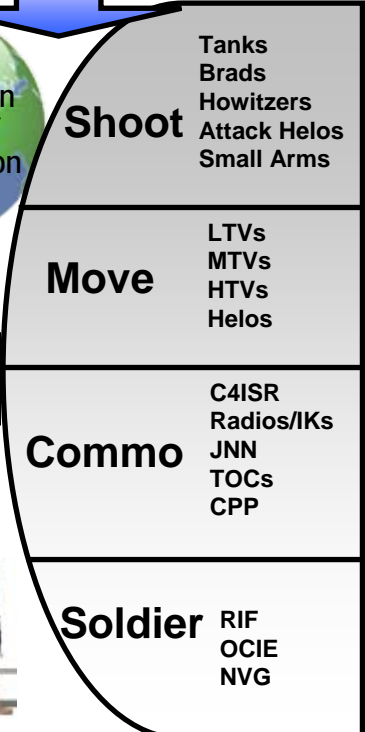 n
on
Shoot
Tanks
Brads
Howitzers
Attack Helos
Small Arms
Move
LTVs
MTVs
HTVs
Helos
Commo
C4ISR
Radios/IKs
JNN
TOCs
CPP
Soldier
RIF
OCIE
NVG